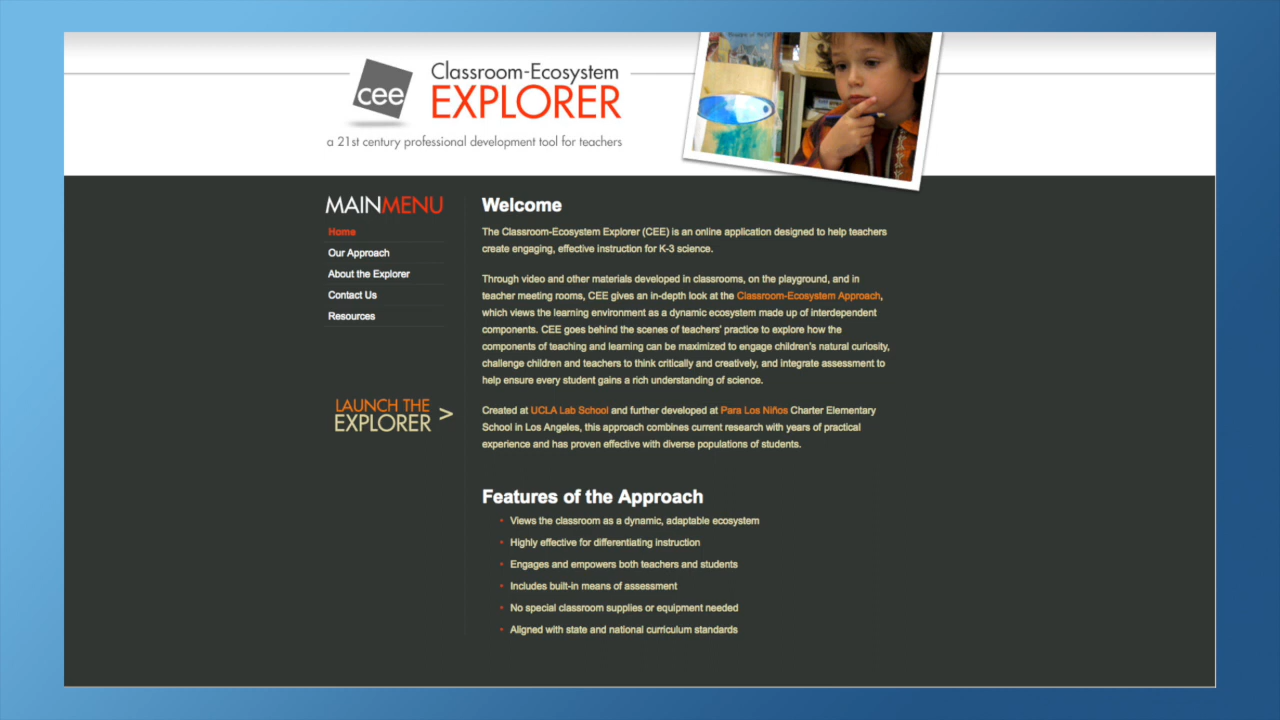 cee
Classroom-Ecosystem
EXPLORER
a 21st century professional development tool for teachers
MAINMENU
Home
Our Approach
About the Explorer
Contact Us
Resources
LAUNCH THE
EXPLORER >
Welcome
The Classroom-Ecosystem Explorer (CEE) is an online application designed to help teachers
create engaging, effective instruction for K-3 science.
Through video and other materials developed in classrooms, on the playground, and in
teacher meeting rooms, CEE gives an in-depth look at the Classroom-Ecosystem Approach,
which views the learning environment as a dynamic ecosystem made up of interdependent
components. CEE goes behind the scenes of teachers' practice to explore how the
components of teaching and learning can be maximized to engage children's natural curiosity,
challenge children and teachers to think critically and creatively, and integrate assessment to
help ensure every student gains a rich understanding of science.
Created at UCLA Lab School and further developed at Para Los Niños Charter Elementary
School in Los Angeles, this approach combines current research with years of practical
experience and has proven effective with diverse populations of students.
Features of the Approach
• Views the classroom as a dynamic, adaptable ecosystem
• Highly effective for differentiating instruction
• Engages and empowers both teachers and students
• Includes built-in means of assessment
• No special classroom supplies or equipment needed
• Aligned with state and national curriculum standards